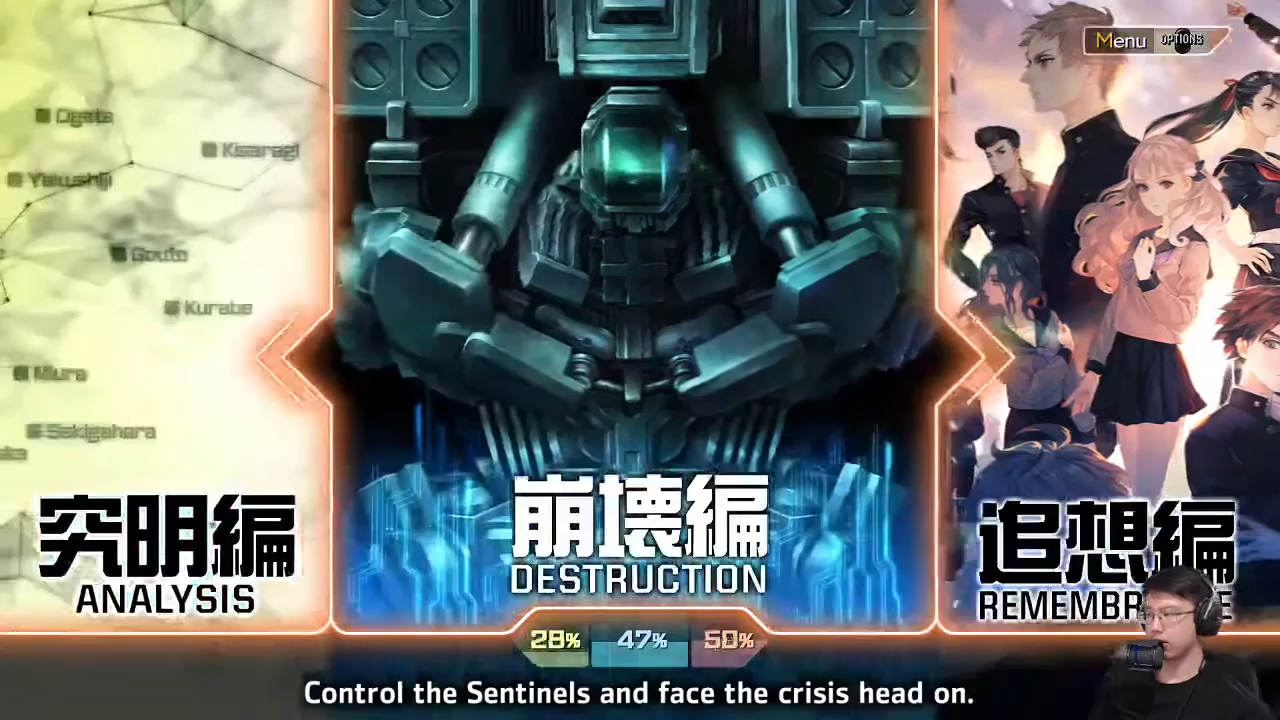 Menu OPTIONS
Ogata
Kisaragi
Yakushiji
Gouto
Kurabe
Miura
Sekigahara
究明編
ANALYSIS
崩壊編
DESTRUCTION
追想編
28% 47% 50%
Control the Sentinels and face the crisis head on.